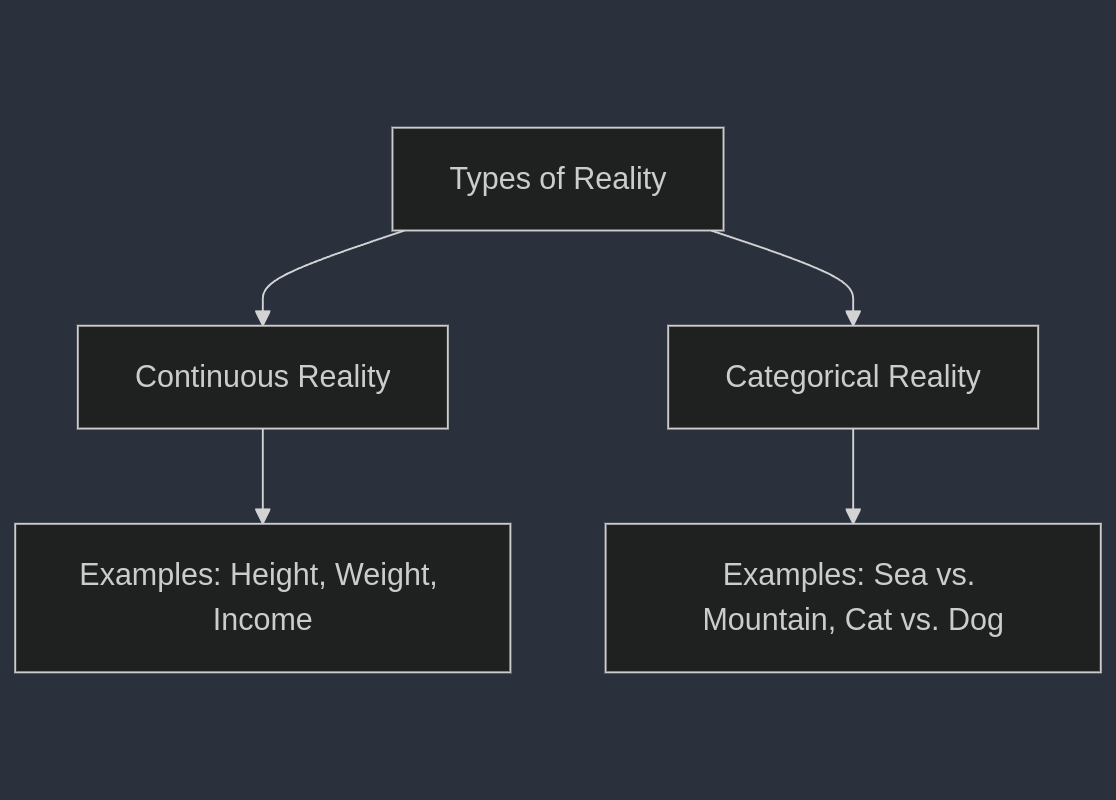 Types of Reality
Continuous Reality
Categorical Reality
Examples: Height, Weight,
Income
Examples: Sea vs.
Mountain, Cat vs. Dog